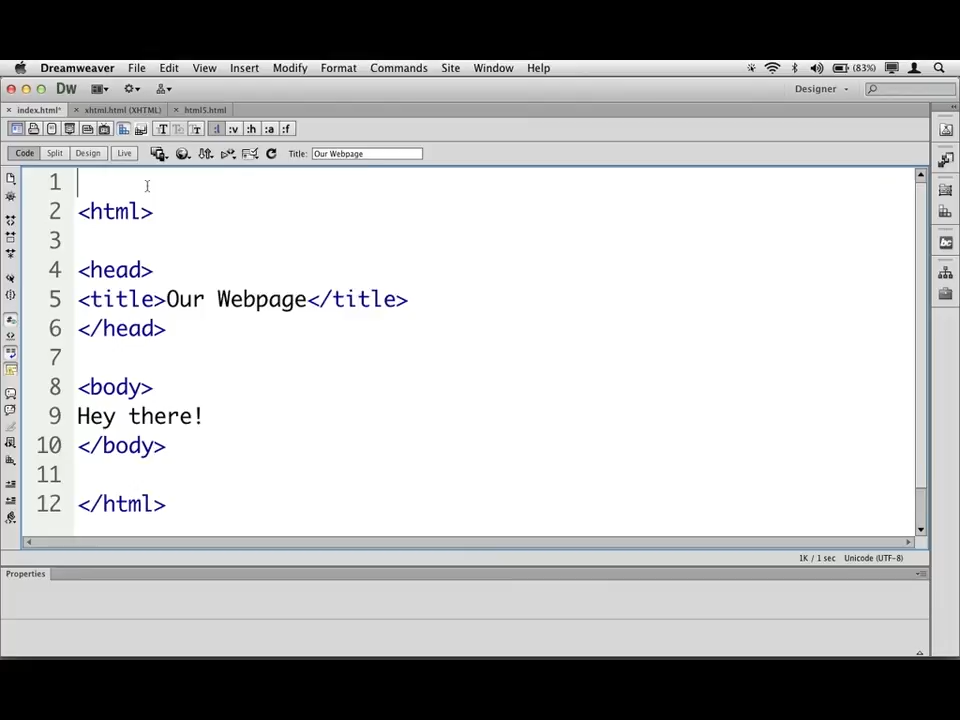 Dreamweaver File Edit View Insert Modify Format Commands Site Window Help (83%)
Dw Designer
index.html* xhtml.html (XHTML) html5.html
:l :v :h :a :f
Code Split Design Live Title: Our Webpage
1
2 <html>
3
4 <head>
5 <title>Our Webpage</title>
6 </head>
7
8 <body>
9 Hey there!
10 </body>
11
12 </html>
1K / 1 sec Unicode (UTF-8)
Properties